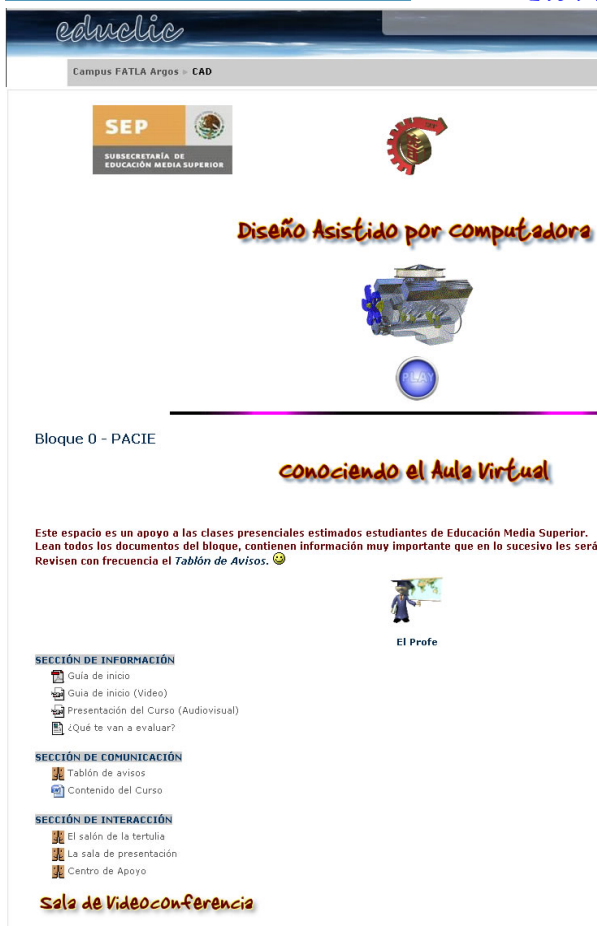 educlic
Campus FATLA Argos » CAD
SEP
SUBSECRETARÍA DE
EDUCACIÓN MEDIA SUPERIOR
Diseño Asistido por Computadora
PLAY
Bloque 0 - PACIE
Conociendo el Aula Virtual
Este espacio es un apoyo a las clases presenciales estimados estudiantes de Educación Media Superior.
Lean todos los documentos del bloque, contienen información muy importante que en lo sucesivo les será
Revisen con frecuencia el Tablón de Avisos.
El Profe
SECCIÓN DE INFORMACIÓN
Guía de inicio
Guia de inicio (Video)
Presentación del Curso (Audiovisual)
¿Qué te van a evaluar?
SECCIÓN DE COMUNICACIÓN
Tablón de avisos
Contenido del Curso
SECCIÓN DE INTERACCIÓN
El salón de la tertulia
La sala de presentación
Centro de Apoyo
Sala de Videoconferencia